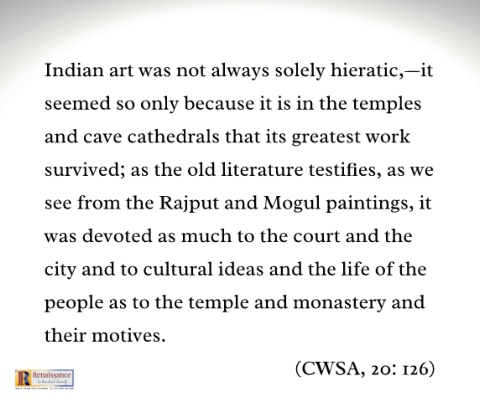 Indian art was not always solely hieratic,—it
seemed so only because it is in the temples
and cave cathedrals that its greatest work
survived; as the old literature testifies, as we
see from the Rajput and Mogul paintings, it
was devoted as much to the court and the
city and to cultural ideas and the life of the
people as to the temple and monastery and
their motives.
(CWSA, 20: 126)
Renaissance